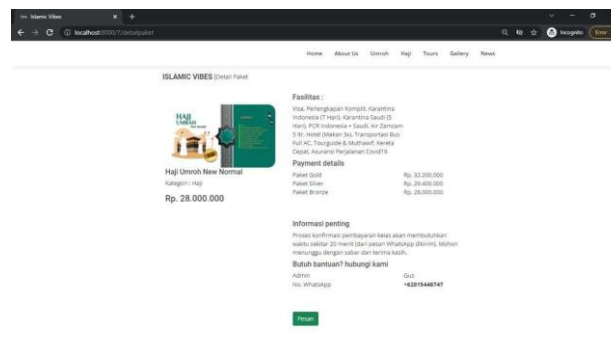 Islamic Vibes
localhost:8000/7/detailpaket
Incognito
Error
Home About Us Umroh Haji Tours Gallery News
ISLAMIC VIBES |Detail Paket
HAJI
UMRAH
Haji Umroh New Normal
Kategori : Haji
Rp. 28.000.000
Fasilitas :
Visa, Perlengkapan Komplit, Karantina
Indonesia (7 Hari), Karantina Saudi (5
Hari), PCR Indonesia + Saudi, Air Zamzam
5 ltr, Hotel (Makan 3x), Transportasi Bus
Full AC, Tourguide & Muthawif, Kereta
Cepat, Asuransi Perjalanan Covid19
Payment details
Paket Gold Rp. 32.200.000
Paket Silver Rp. 29.400.000
Paket Bronze Rp. 28.000.000
Informasi penting
Proses konfirmasi pembayaran kelas akan membutuhkan
waktu sekitar 20 menit (dari pesan WhatsApp dikirim). Mohon
menunggu dengan sabar dan terima kasih.
Butuh bantuan? hubungi kami
Admin Gus
No. WhatsApp +62815448747
Pesan